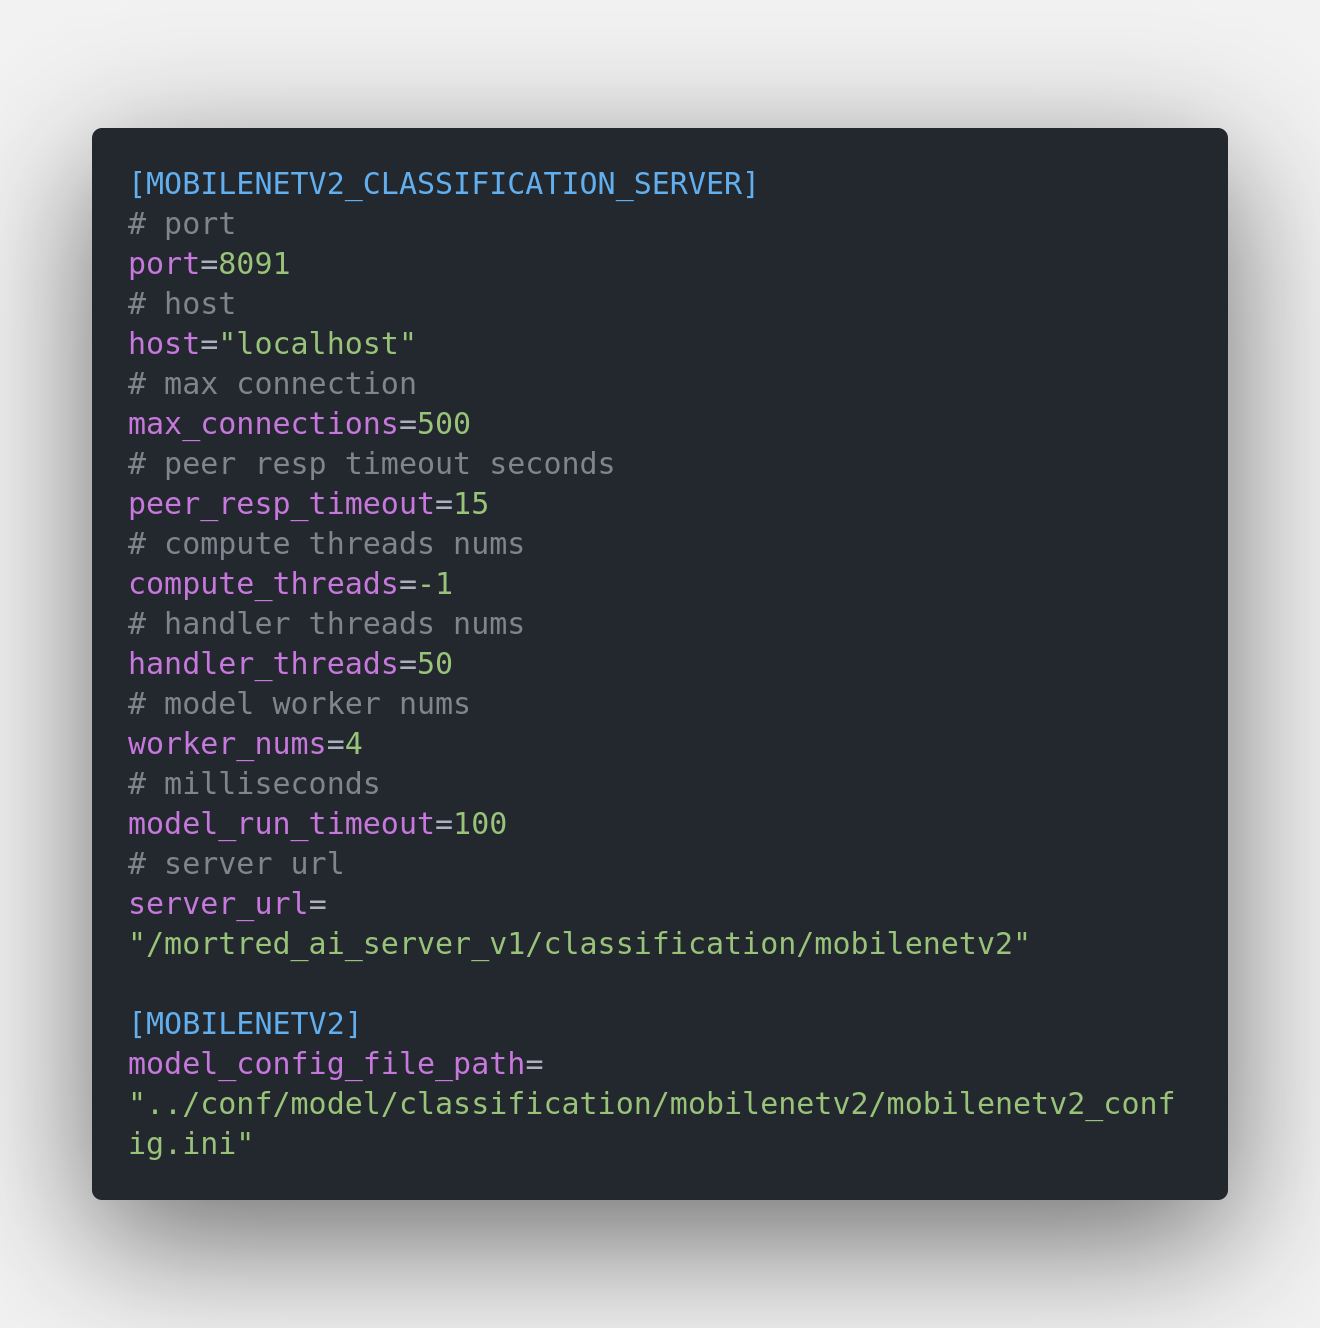 [MOBILENETV2_CLASSIFICATION_SERVER]
# port
port=8091
# host
host="localhost"
# max connection
max_connections=500
# peer resp timeout seconds
peer_resp_timeout=15
# compute threads nums
compute_threads=-1
# handler threads nums
handler_threads=50
# model worker nums
worker_nums=4
# milliseconds
model_run_timeout=100
# server url
server_url=
"/mortred_ai_server_v1/classification/mobilenetv2"

[MOBILENETV2]
model_config_file_path=
"../conf/model/classification/mobilenetv2/mobilenetv2_conf
ig.ini"